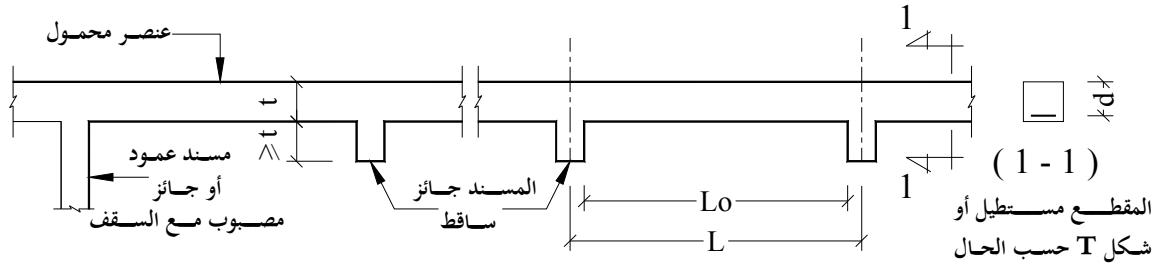 عنصر محمول
1
t
≥ t
d
مسند عمود
أو جائز
مصبوب مع السقف
المسند جائز
ساقط
Lo
L
1
( 1 - 1 )
المقطع مستطيل أو
شكل T حسب الحال